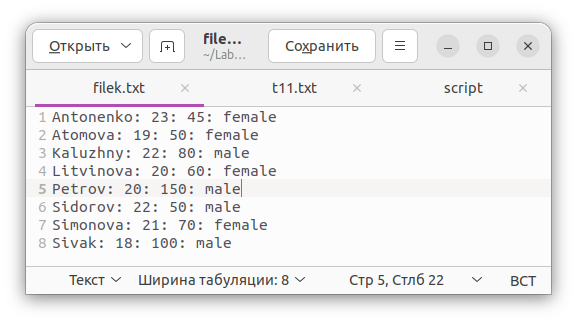 Открыть
file…
~/Lab…
Сохранить
filek.txt
t11.txt
script
1 Antonenko: 23: 45: female
2 Atomova: 19: 50: female
3 Kaluzhny: 22: 80: male
4 Litvinova: 20: 60: female
5 Petrov: 20: 150: male
6 Sidorov: 22: 50: male
7 Simonova: 21: 70: female
8 Sivak: 18: 100: male
Текст Ширина табуляции: 8 Стр 5, Стлб 22 ВСТ